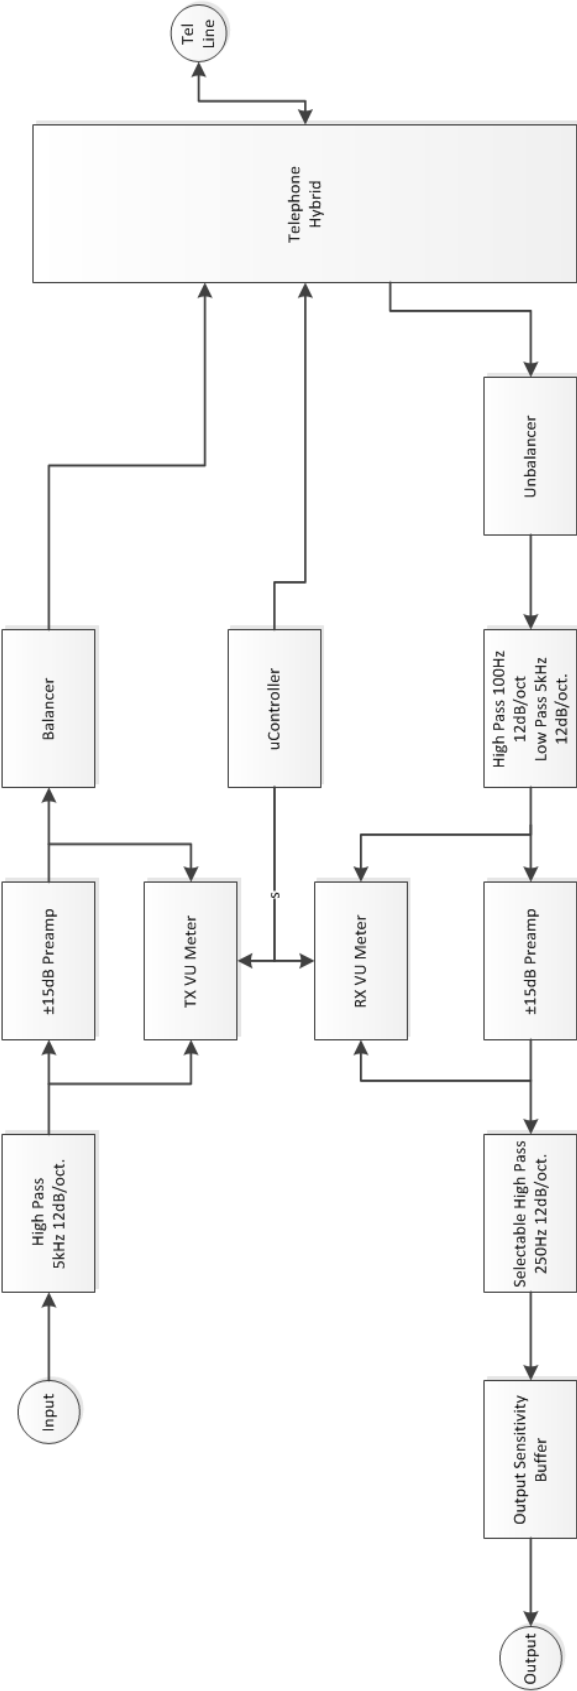 Input
High Pass
5kHz 12dB/oct.
±15dB Preamp
Balancer
TX VU Meter
uController
s
RX VU Meter
Telephone
Hybrid
Tel
Line
Unbalancer
High Pass 100Hz
12dB/oct
Low Pass 5kHz
12dB/oct.
±15dB Preamp
Selectable High Pass
250Hz 12dB/oct.
Output Sensitivity
Buffer
Output